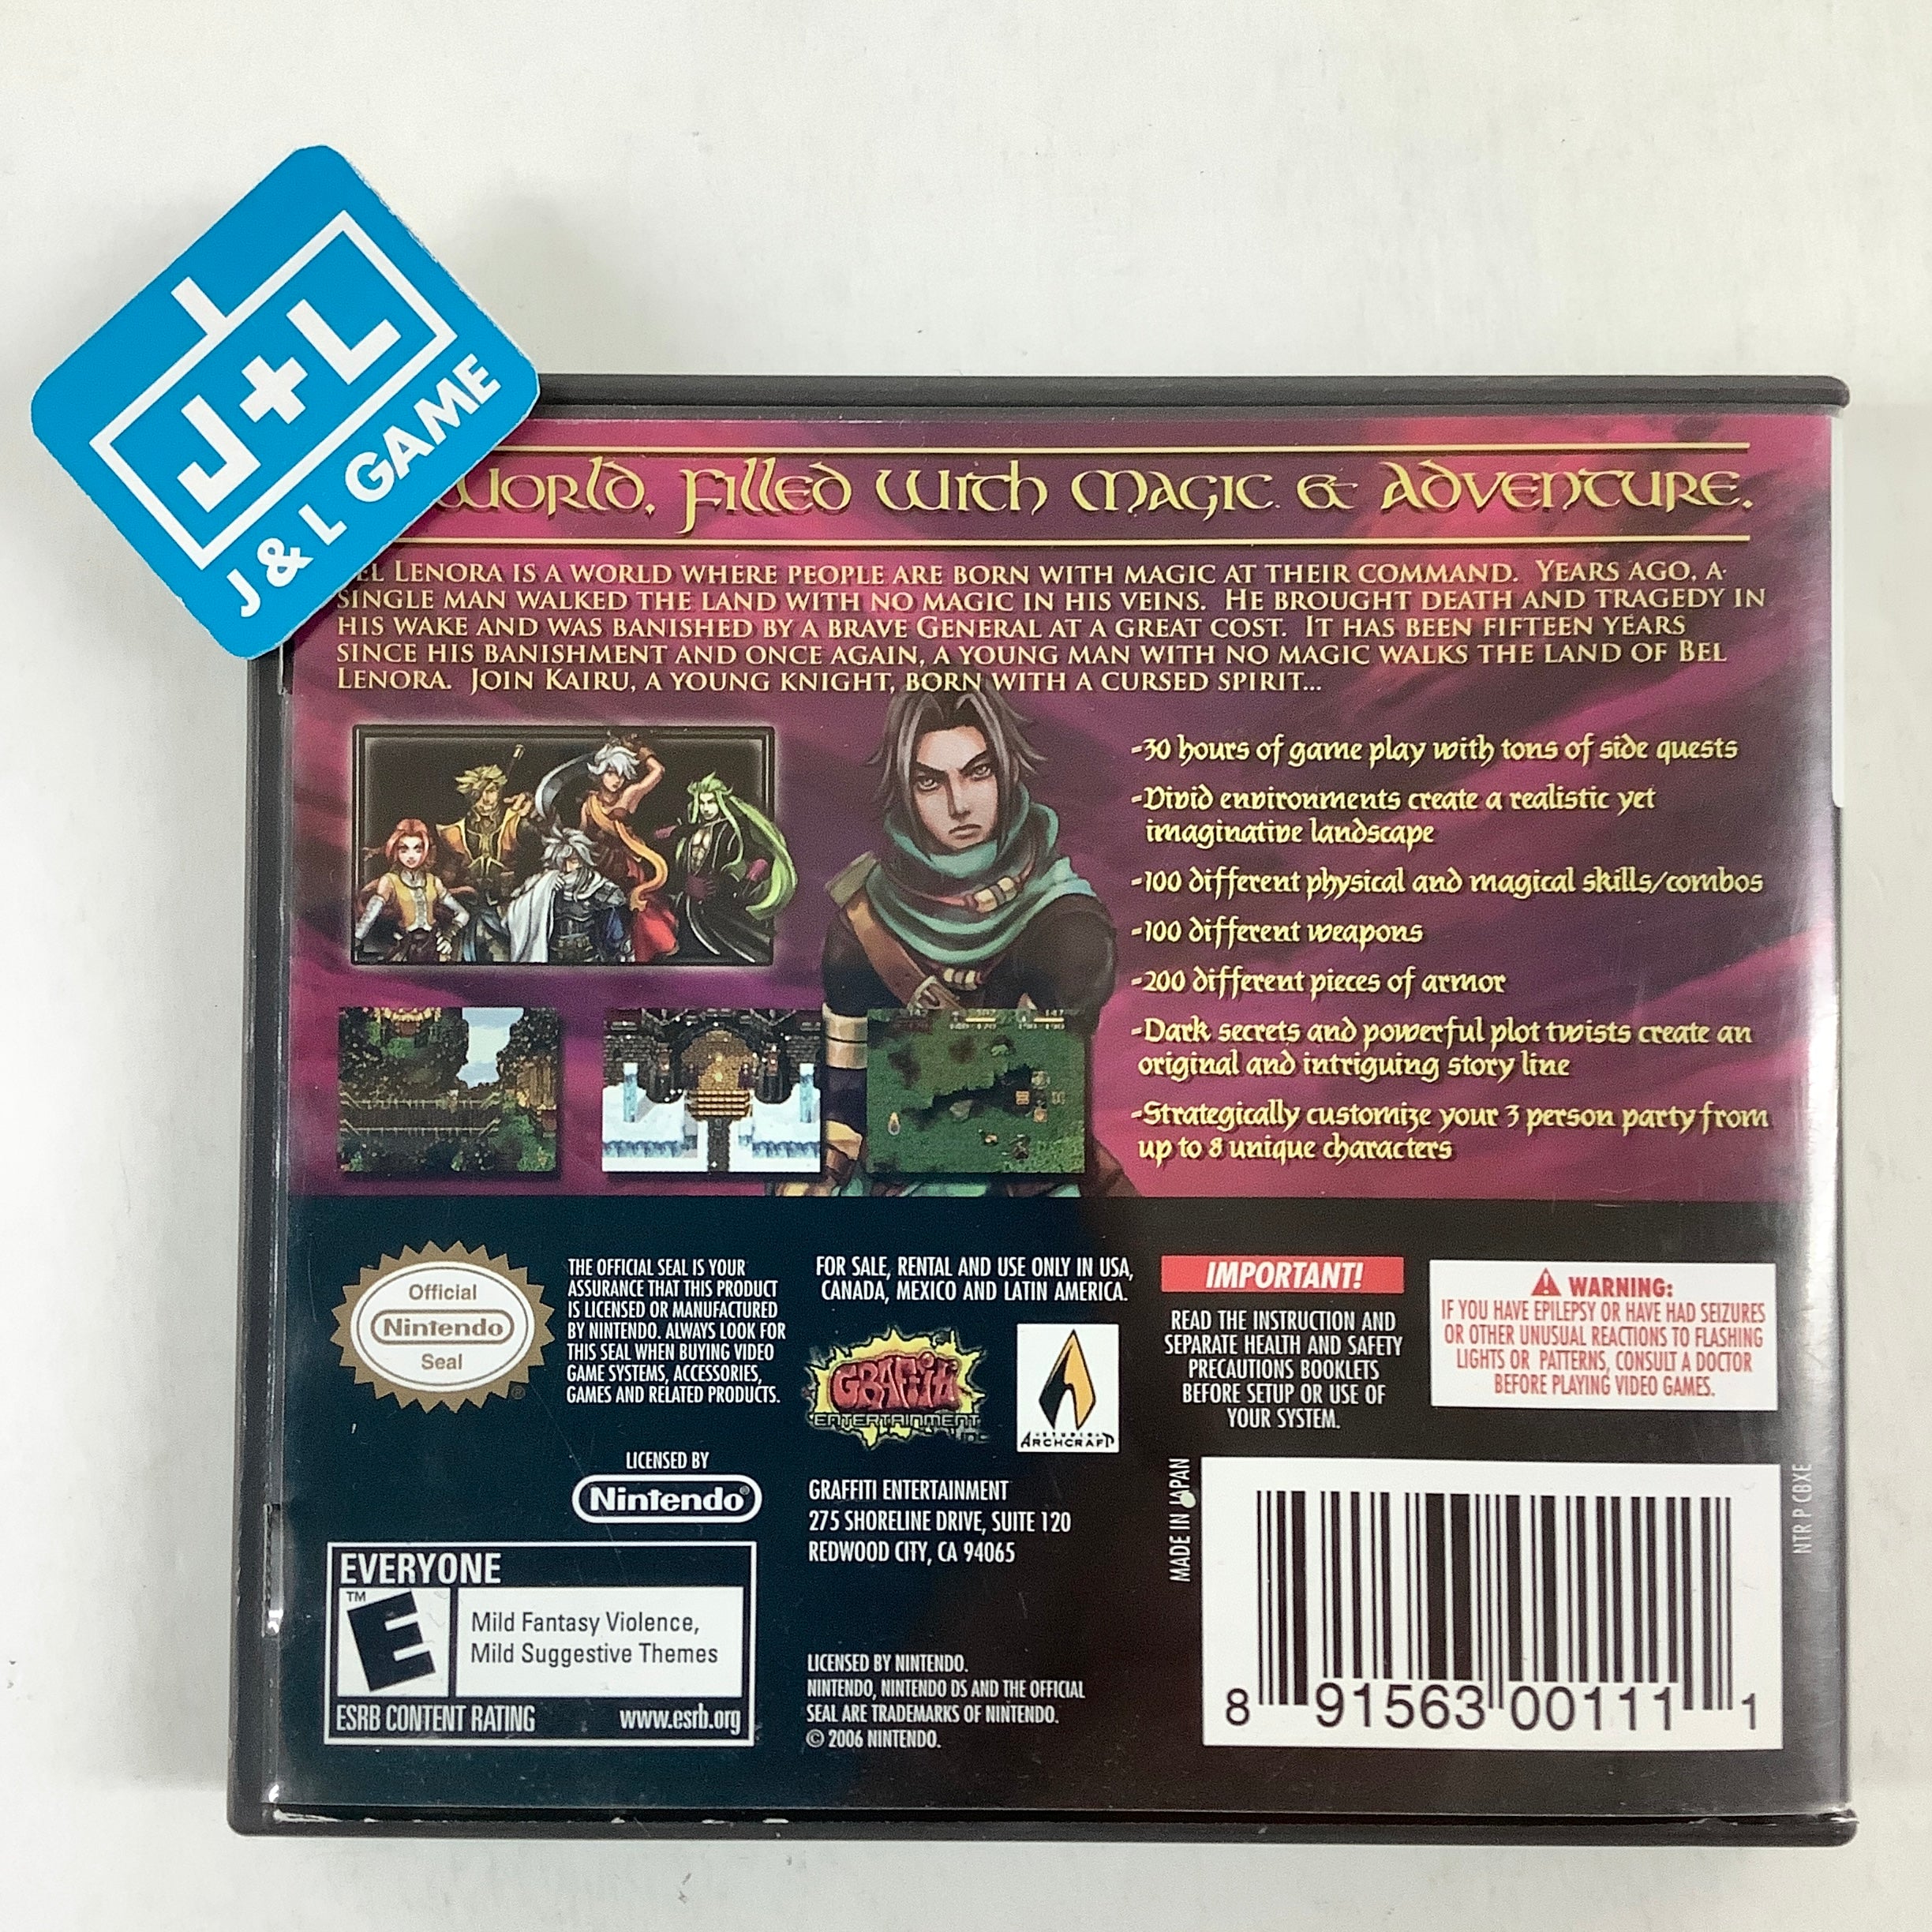 J+L
J & L GAME
World, Filled With Magic & Adventure.
EL LENORA IS A WORLD WHERE PEOPLE ARE BORN WITH MAGIC AT THEIR COMMAND. YEARS AGO, A
SINGLE MAN WALKED THE LAND WITH NO MAGIC IN HIS VEINS. HE BROUGHT DEATH AND TRAGEDY IN
HIS WAKE AND WAS BANISHED BY A BRAVE GENERAL AT A GREAT COST. IT HAS BEEN FIFTEEN YEARS
SINCE HIS BANISHMENT AND ONCE AGAIN, A YOUNG MAN WITH NO MAGIC WALKS THE LAND OF BEL
LENORA. JOIN KAIRU, A YOUNG KNIGHT, BORN WITH A CURSED SPIRIT...
-30 hours of game play with tons of side quests
-Vivid environments create a realistic yet
imaginative landscape
-100 different physical and magical skills/combos
-100 different weapons
-200 different pieces of armor
-Dark secrets and powerful plot twists create an
original and intriguing story line
-Strategically customize your 3 person party from
up to 8 unique characters
Official
Nintendo
Seal
THE OFFICIAL SEAL IS YOUR
ASSURANCE THAT THIS PRODUCT
IS LICENSED OR MANUFACTURED
BY NINTENDO. ALWAYS LOOK FOR
THIS SEAL WHEN BUYING VIDEO
GAME SYSTEMS, ACCESSORIES,
GAMES AND RELATED PRODUCTS.
LICENSED BY
Nintendo®
FOR SALE, RENTAL AND USE ONLY IN USA,
CANADA, MEXICO AND LATIN AMERICA.
GRAFFITI
ENTERTAINMENT
INC
STUDIO
ARCHCRAFT
GRAFFITI ENTERTAINMENT
275 SHORELINE DRIVE, SUITE 120
REDWOOD CITY, CA 94065
IMPORTANT!
READ THE INSTRUCTION AND
SEPARATE HEALTH AND SAFETY
PRECAUTIONS BOOKLETS
BEFORE SETUP OR USE OF
YOUR SYSTEM.
WARNING:
IF YOU HAVE EPILEPSY OR HAVE HAD SEIZURES
OR OTHER UNUSUAL REACTIONS TO FLASHING
LIGHTS OR PATTERNS, CONSULT A DOCTOR
BEFORE PLAYING VIDEO GAMES.
EVERYONE
E™
Mild Fantasy Violence,
Mild Suggestive Themes
ESRB CONTENT RATING www.esrb.org
LICENSED BY NINTENDO.
NINTENDO, NINTENDO DS AND THE OFFICIAL
SEAL ARE TRADEMARKS OF NINTENDO.
© 2006 NINTENDO.
MADE IN JAPAN
8 91563 00111 1
NTR P CBXE